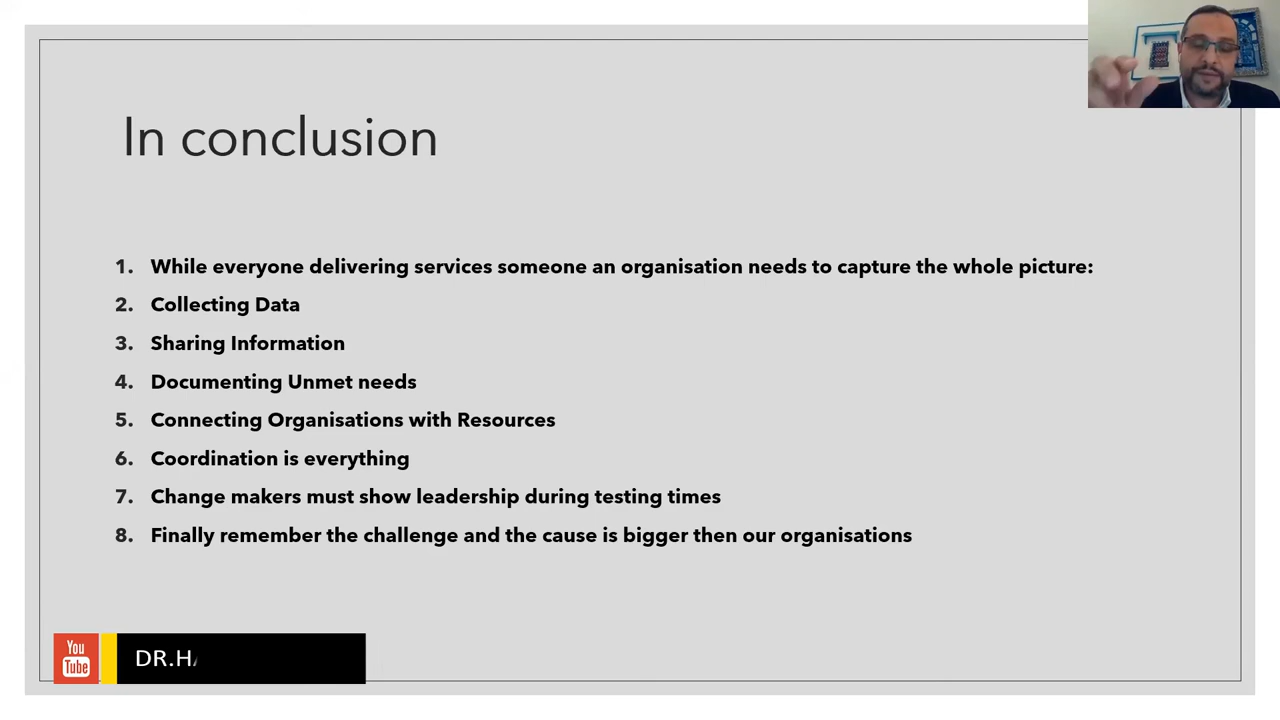 In conclusion
1. While everyone delivering services someone an organisation needs to capture the whole picture:
2. Collecting Data
3. Sharing Information
4. Documenting Unmet needs
5. Connecting Organisations with Resources
6. Coordination is everything
7. Change makers must show leadership during testing times
8. Finally remember the challenge and the cause is bigger then our organisations
You
Tube
DR.H